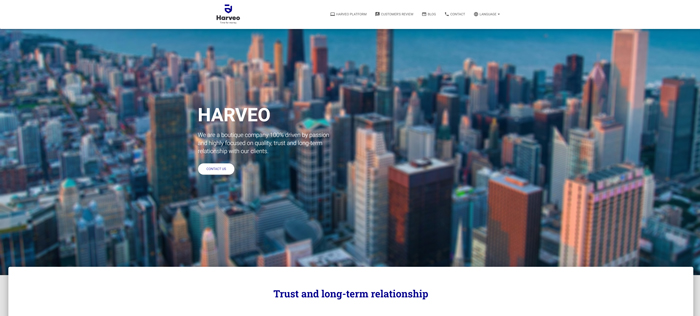 Harveo
HARVEO PLATFORM
CUSTOMERS REVIEW
BLOG
CONTACT
LANGUAGE
HARVEO
We are a boutique company 100% driven by passion
and highly focused on quality, trust and long-term
relationship with our clients.
CONTACT US
Trust and long-term relationship